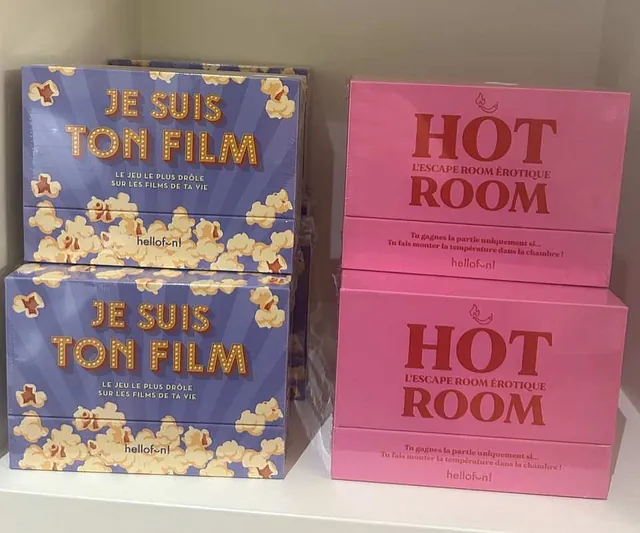 JE SUIS
TON FILM
LE JEU LE PLUS DRÔLE
SUR LES FILMS DE TA VIE
hellofun!
HOT
L'ESCAPE ROOM ÉROTIQUE
ROOM
Tu gagnes la partie uniquement si...
Tu fais monter la température dans la chambre !
hellofun!
JE SUIS
TON FILM
LE JEU LE PLUS DRÔLE
SUR LES FILMS DE TA VIE
hellofun!
HOT
L'ESCAPE ROOM ÉROTIQUE
ROOM
Tu gagnes la partie uniquement si...
Tu fais monter la température dans la chambre !
hellofun!